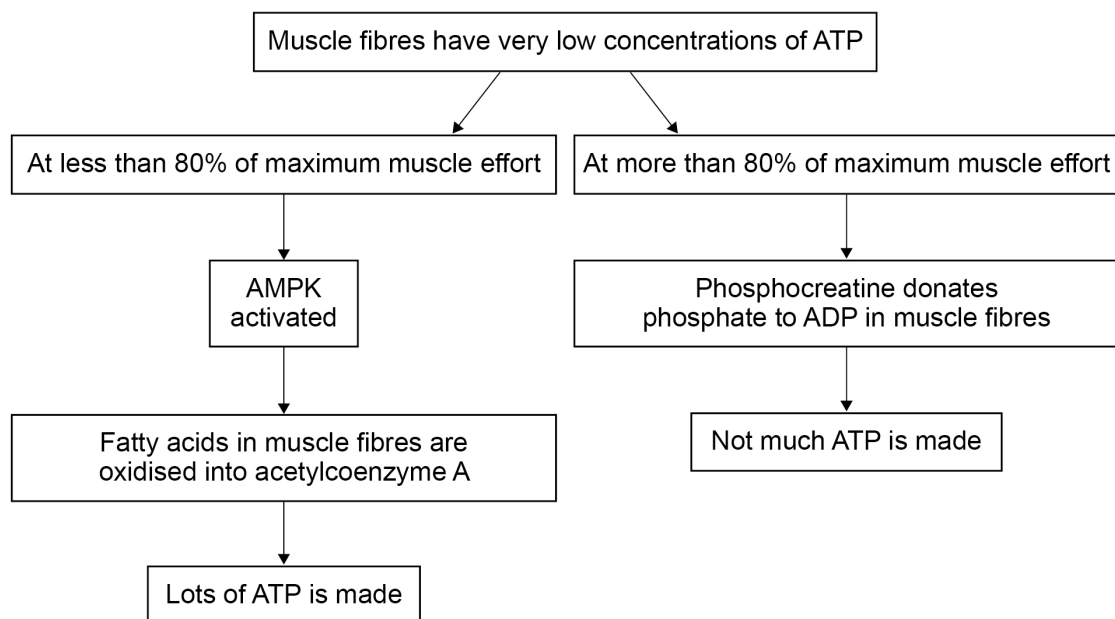 Muscle fibres have very low concentrations of ATP
At less than 80% of maximum muscle effort
At more than 80% of maximum muscle effort
AMPK
activated
Phosphocreatine donates
phosphate to ADP in muscle fibres
Fatty acids in muscle fibres are
oxidised into acetylcoenzyme A
Not much ATP is made
Lots of ATP is made